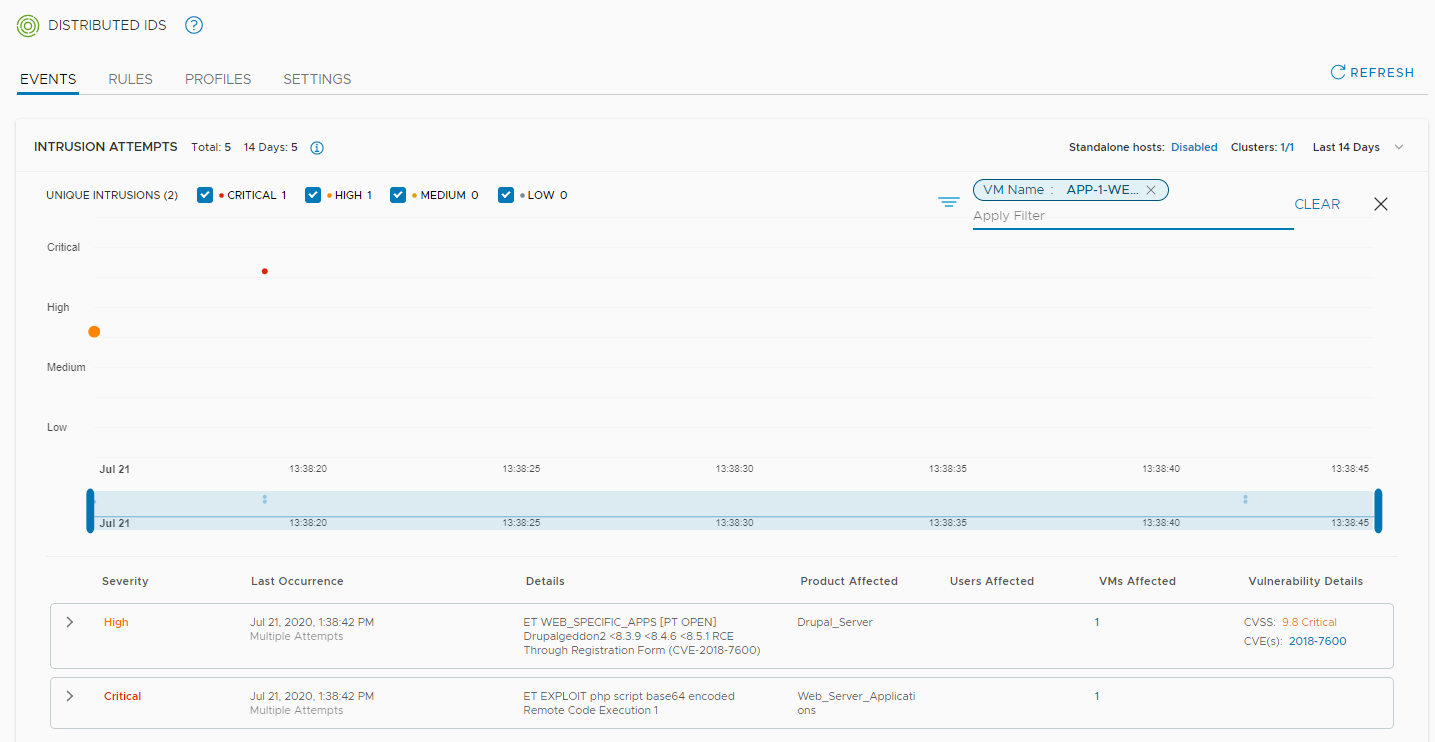 DISTRIBUTED IDS ?
EVENTS RULES PROFILES SETTINGS
REFRESH
INTRUSION ATTEMPTS Total: 5 14 Days: 5
Standalone hosts: Disabled Clusters: 1/1 Last 14 Days
UNIQUE INTRUSIONS (2) CRITICAL 1 HIGH 1 MEDIUM 0 LOW 0
VM Name : APP-1-WE...
Apply Filter
CLEAR
Critical
High
Medium
Low
Jul 21 13:38:20 13:38:25 13:38:30 13:38:35 13:38:40 13:38:45
Jul 21 13:38:20 13:38:25 13:38:30 13:38:35 13:38:40 13:38:45
Severity Last Occurrence Details Product Affected Users Affected VMs Affected Vulnerability Details
High Jul 21, 2020, 1:38:42 PM ET WEB_SPECIFIC_APPS [PT OPEN] Drupal_Server 1 CVSS: 9.8 Critical
Multiple Attempts Drupalgeddon2 <8.3.9 <8.4.6 <8.5.1 RCE CVE(s): 2018-7600
Through Registration Form (CVE-2018-7600)
Critical Jul 21, 2020, 1:38:42 PM ET EXPLOIT php script base64 encoded Web_Server_Applicati 1
Multiple Attempts Remote Code Execution 1 ons